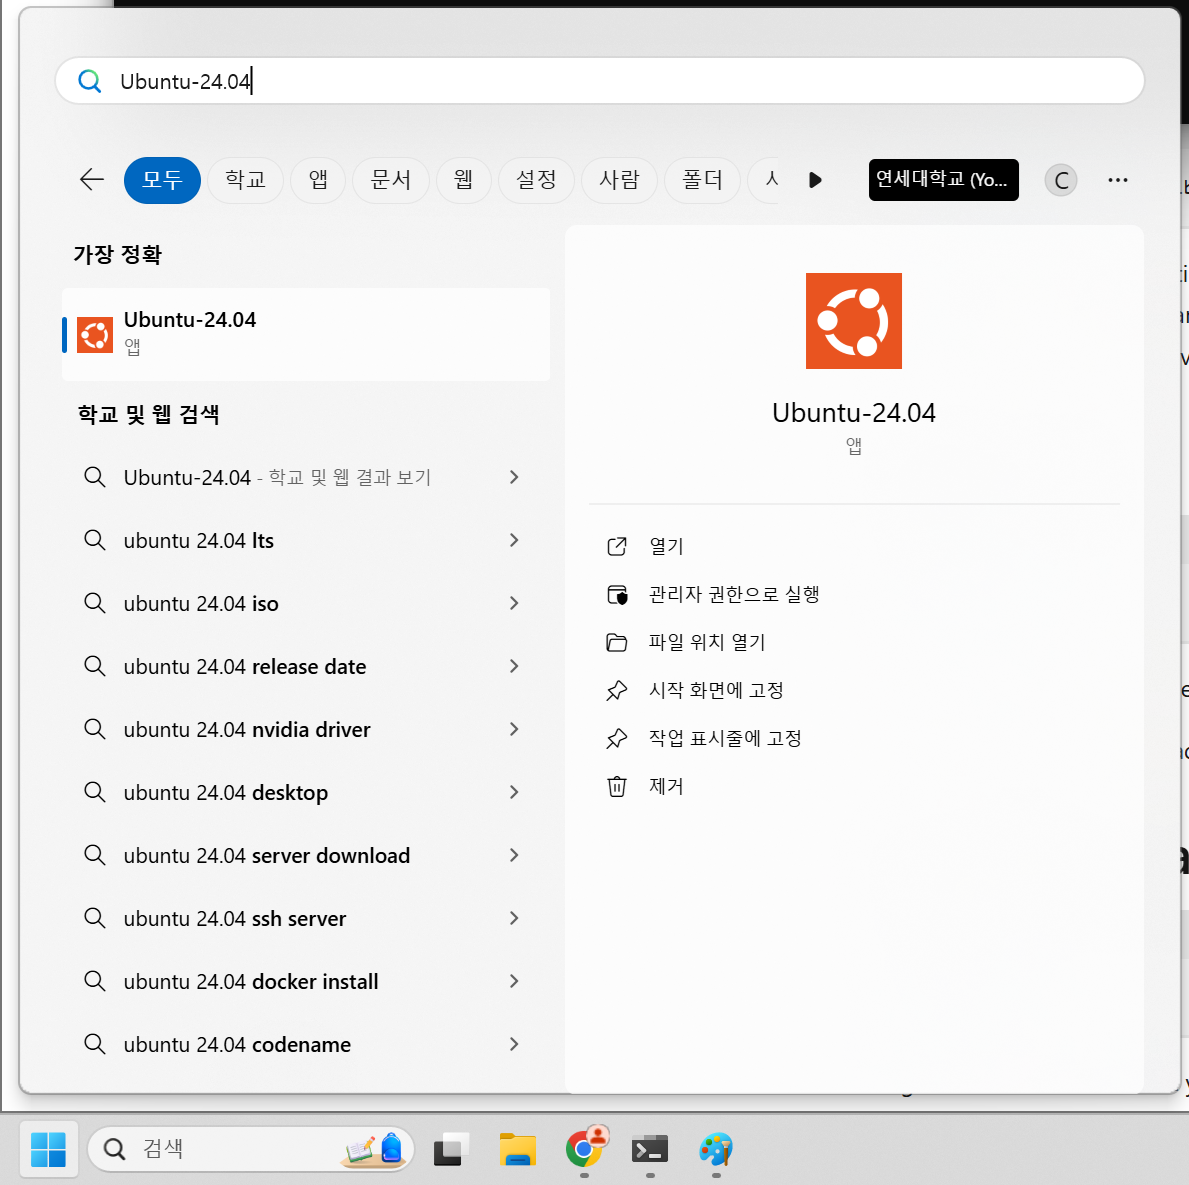 Ubuntu-24.04
모두
학교
앱
문서
웹
설정
사람
폴더
연세대학교 (Yo...
C
가장 정확
Ubuntu-24.04
앱
학교 및 웹 검색
Ubuntu-24.04 - 학교 및 웹 결과 보기
ubuntu 24.04 lts
ubuntu 24.04 iso
ubuntu 24.04 release date
ubuntu 24.04 nvidia driver
ubuntu 24.04 desktop
ubuntu 24.04 server download
ubuntu 24.04 ssh server
ubuntu 24.04 docker install
ubuntu 24.04 codename
Ubuntu-24.04
앱
열기
관리자 권한으로 실행
파일 위치 열기
시작 화면에 고정
작업 표시줄에 고정
제거
검색